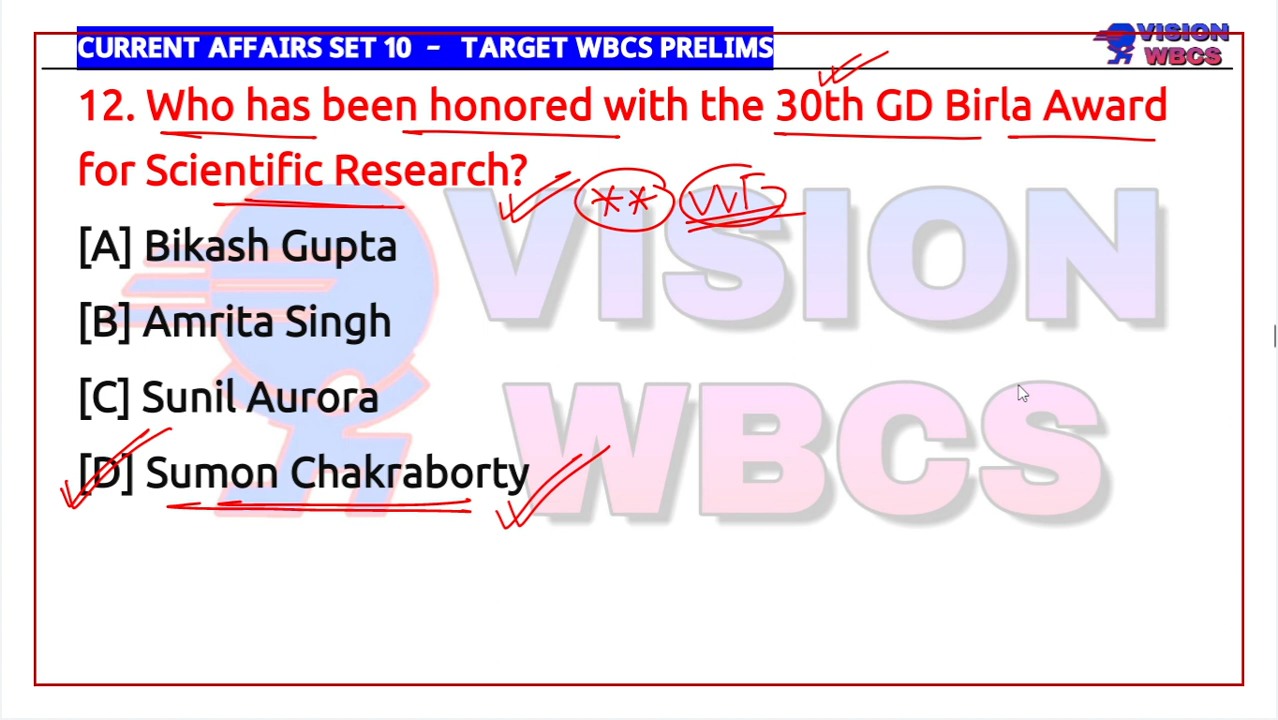 CURRENT AFFAIRS SET 10 – TARGET WBCS PRELIMS
VISION
WBCS
12. Who has been honored with the 30th GD Birla Award
for Scientific Research?
** WB
[A] Bikash Gupta
[B] Amrita Singh
[C] Sunil Aurora
[D] Sumon Chakraborty
VISION
WBCS